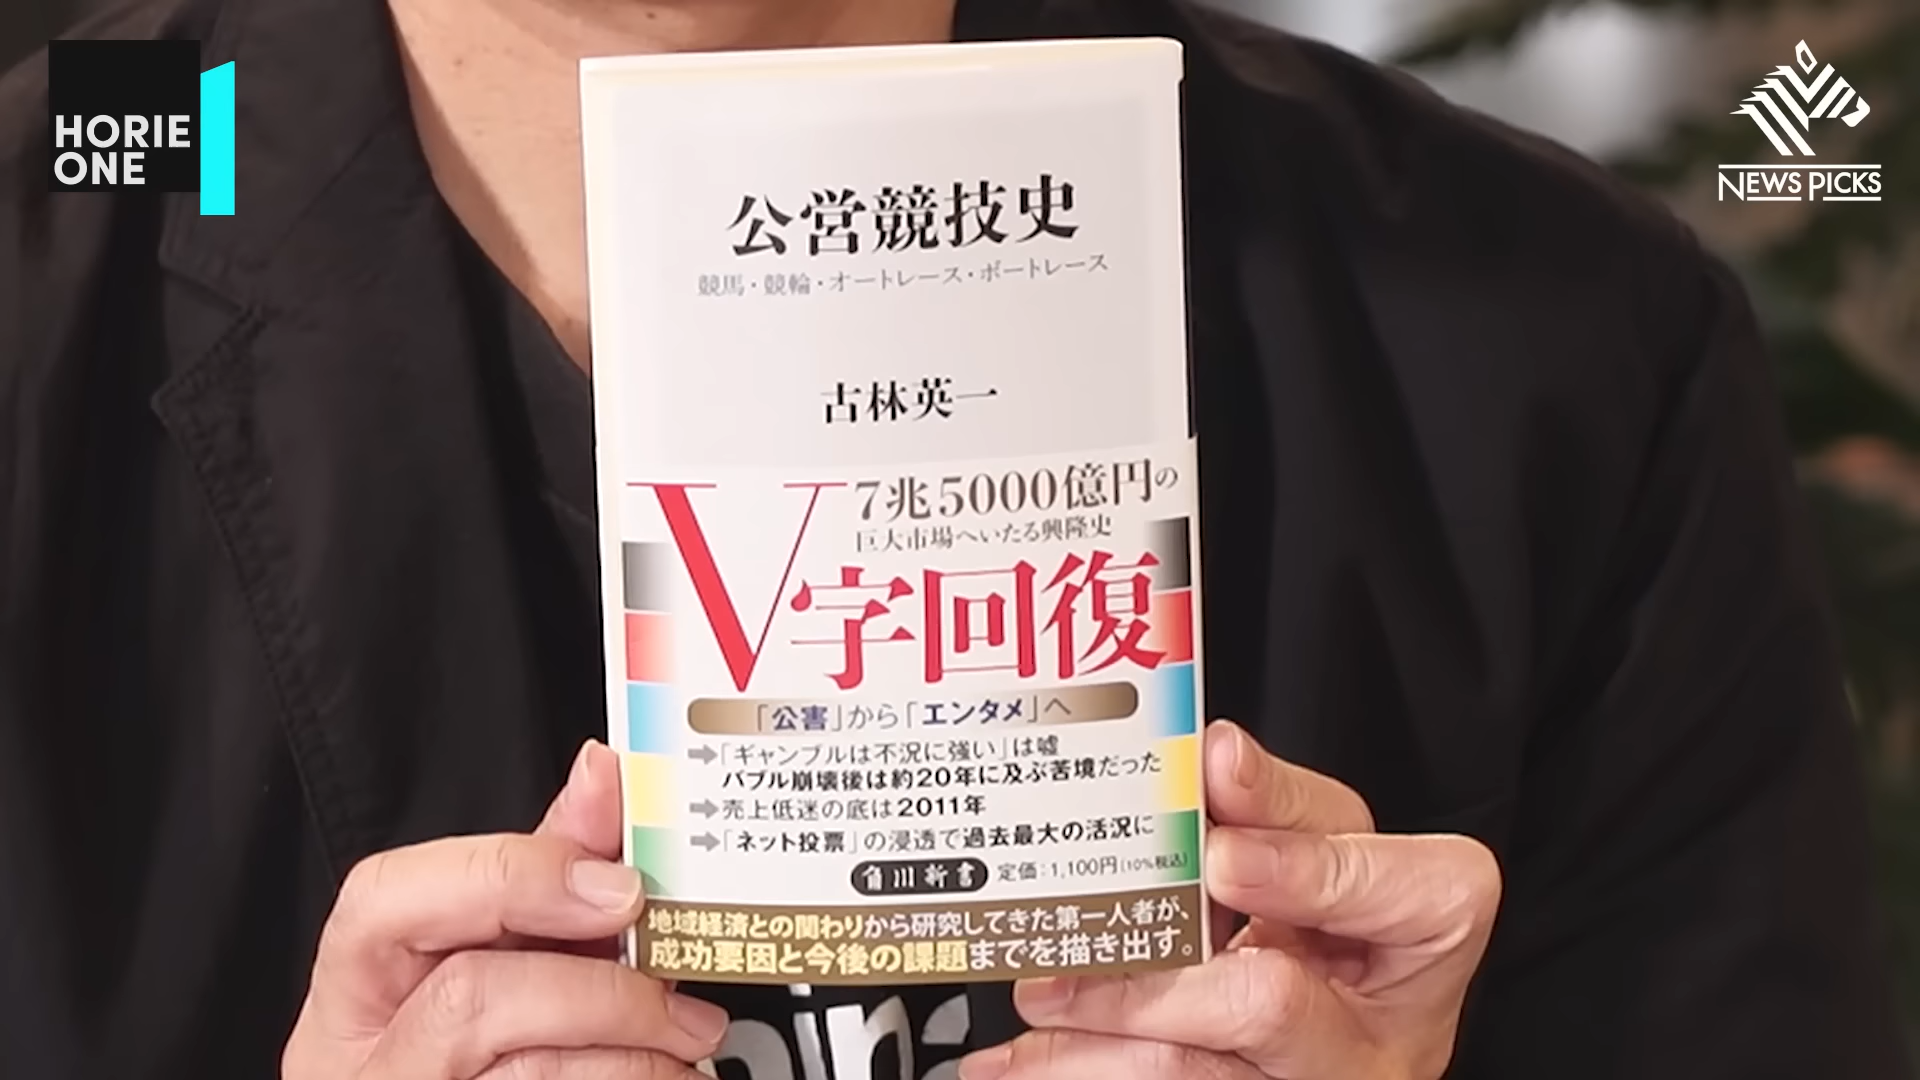 HORIE
ONE
1
NEWSPICKS
公営競技史
競馬・競輪・オートレース・ボートレース
古林英一
7兆5000億円の
巨大市場へいたる興隆史
V字回復
「公害」から「エンタメ」へ
➡「ギャンブルは不況に強い」は嘘
バブル崩壊後は約20年に及ぶ苦境だった
➡売上低迷の底は2011年
➡「ネット投票」の浸透で過去最大の活況に
角川新書 定価:1,100円(10%税込)
地域経済との関わりから研究してきた第一人者が、
成功要因と今後の課題までを描き出す。